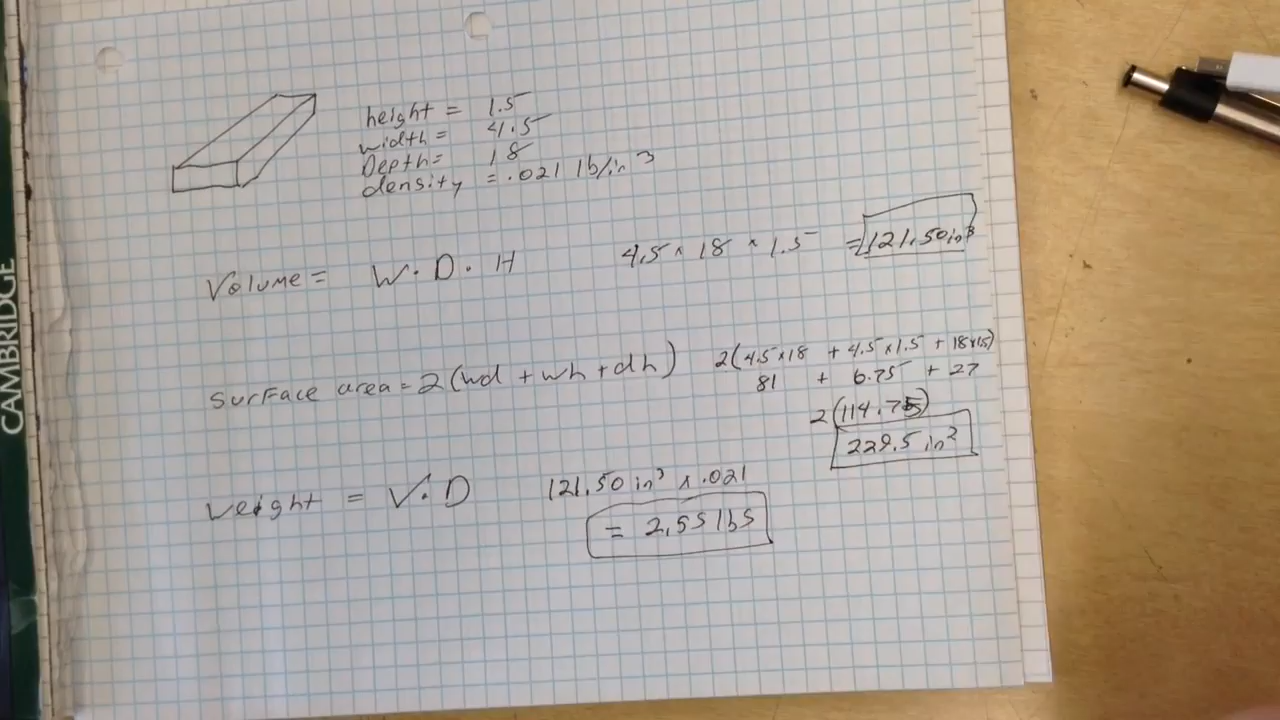 CAMBRIDGE
height = 1.5
width = 4.5
Depth = 18
density = .021 lb/in³
Volume = W · D · H 4.5 × 18 × 1.5 = 121.50 in³
Surface area = 2(wd + wh + dh) 2(4.5×18 + 4.5×1.5 + 18×1.5)
81 + 6.75 + 27
2(114.75)
229.5 in²
weight = V·D 121.50 in³ × .021
= 2.55 lbs